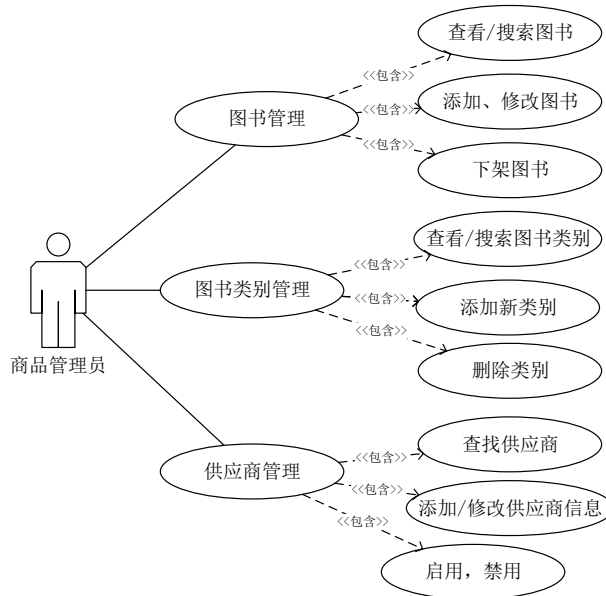 查看/搜索图书
<<包含>>
添加、修改图书
<<包含>>
图书管理
<<包含>>
下架图书
查看/搜索图书类别
<<包含>>
图书类别管理
<<包含>>
添加新类别
<<包含>>
删除类别
商品管理员
查找供应商
<<包含>>
供应商管理
<<包含>>
添加/修改供应商信息
<<包含>>
启用，禁用